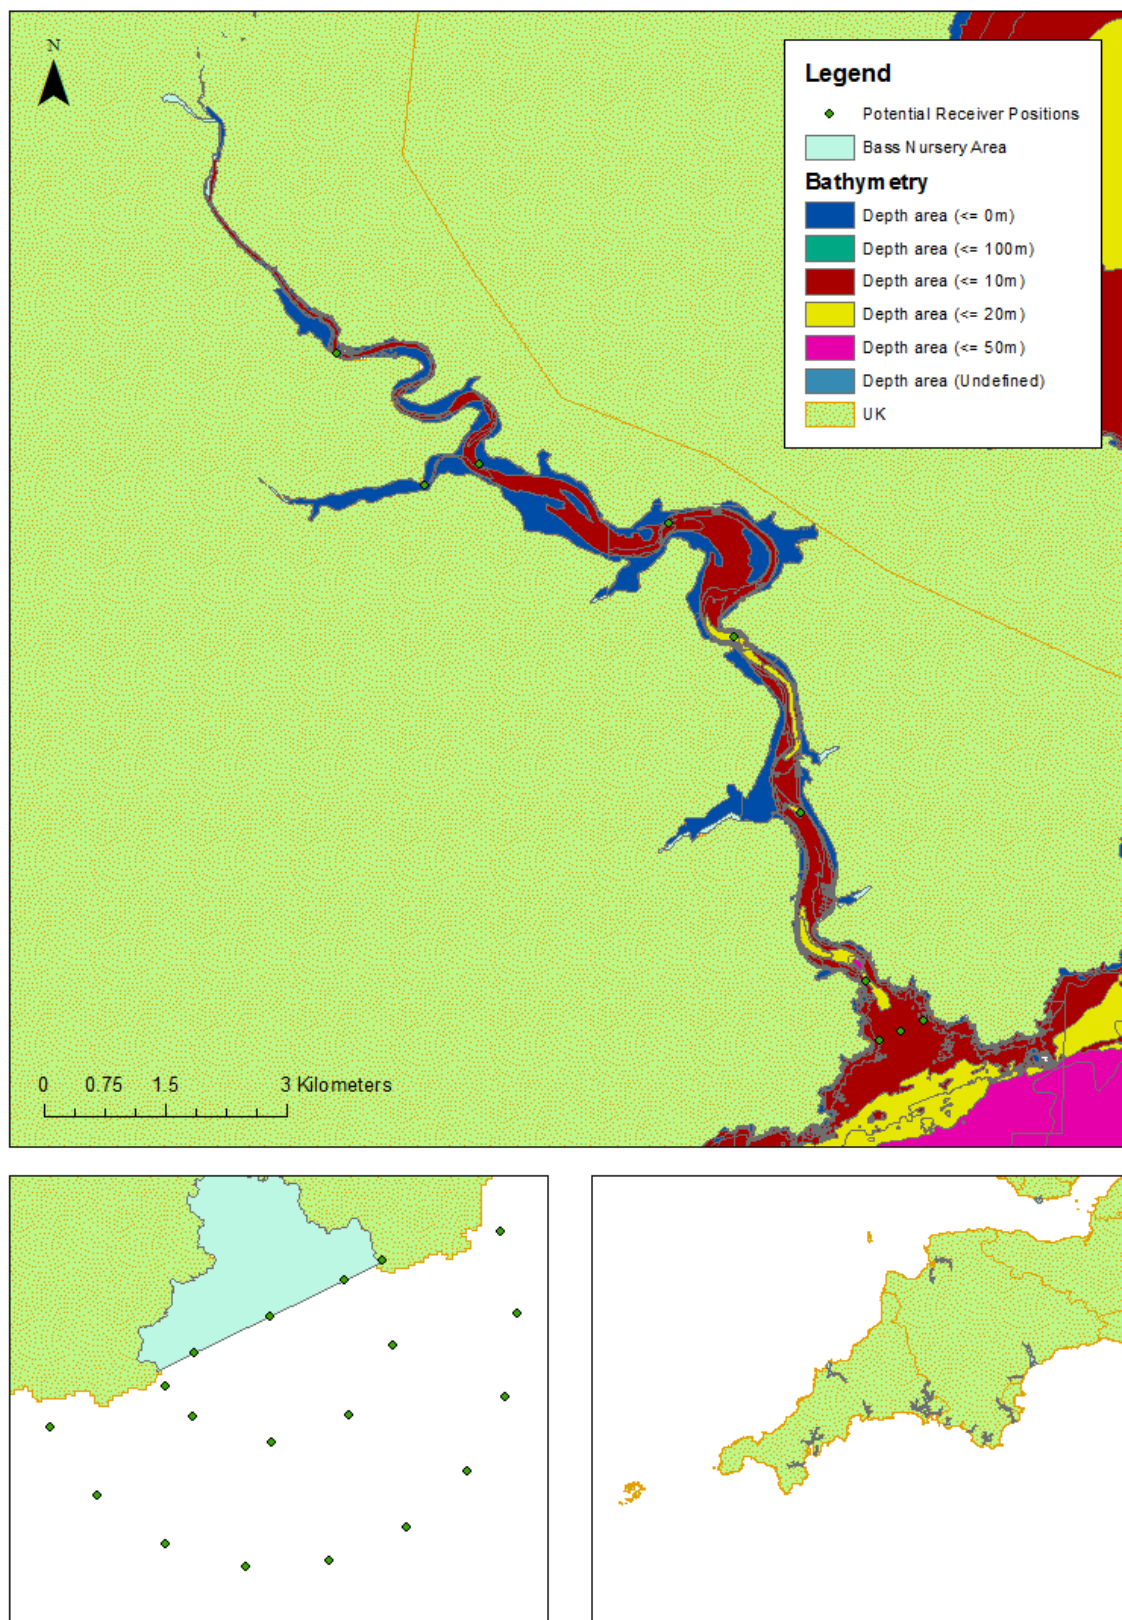 N
Legend
Potential Receiver Positions
Bass Nursery Area
Bathymetry
Depth area (<= 0m)
Depth area (<= 100m)
Depth area (<= 10m)
Depth area (<= 20m)
Depth area (<= 50m)
Depth area (Undefined)
UK
0 0.75 1.5 3 Kilometers